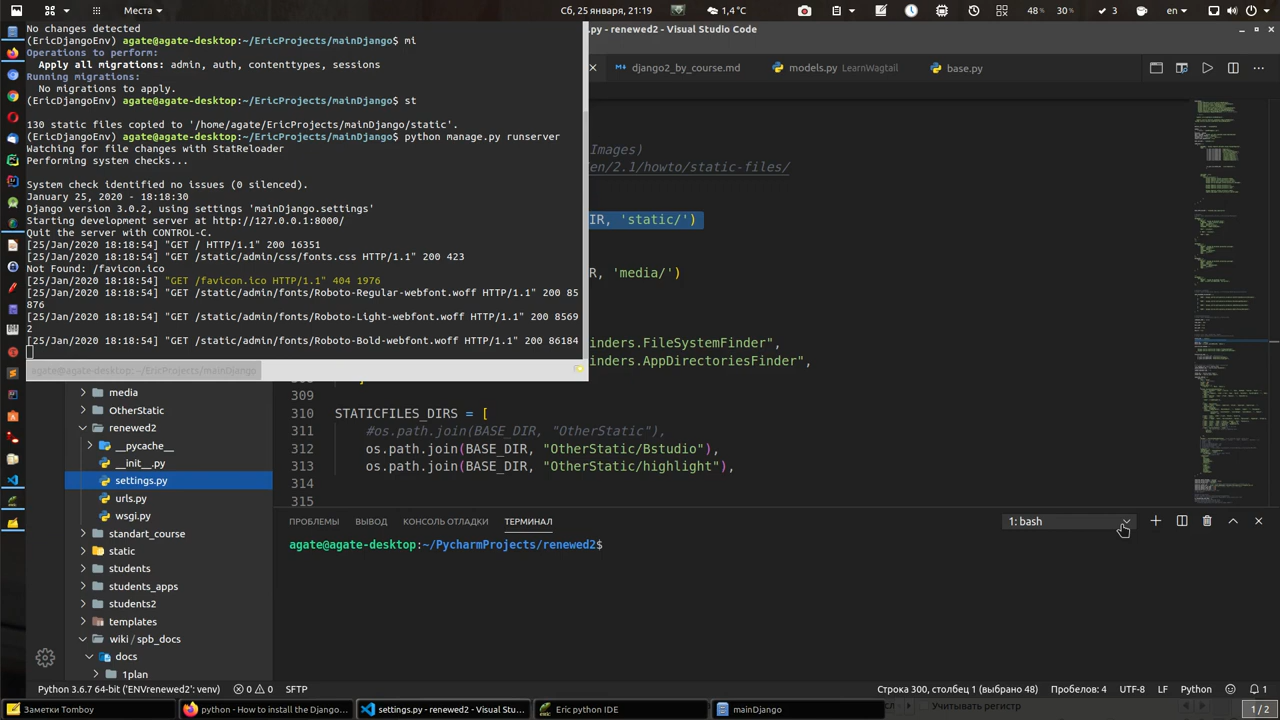 Места
Сб, 25 января, 21:19
1,4°C
48%
30%
3
en
No changes detected
(EricDjangoEnv) agate@agate-desktop:~/EricProjects/mainDjango$ mi
Operations to perform:
Apply all migrations: admin, auth, contenttypes, sessions
Running migrations:
No migrations to apply.
(EricDjangoEnv) agate@agate-desktop:~/EricProjects/mainDjango$ st
130 static files copied to '/home/agate/EricProjects/mainDjango/static'.
(EricDjangoEnv) agate@agate-desktop:~/EricProjects/mainDjango$ python manage.py runserver
Watching for file changes with StatReloader
Performing system checks...
System check identified no issues (0 silenced).
January 25, 2020 - 18:18:30
Django version 3.0.2, using settings 'mainDjango.settings'
Starting development server at http://127.0.0.1:8000/
Quit the server with CONTROL-C.
[25/Jan/2020 18:18:54] "GET / HTTP/1.1" 200 16351
[25/Jan/2020 18:18:54] "GET /static/admin/css/fonts.css HTTP/1.1" 200 423
Not Found: /favicon.ico
[25/Jan/2020 18:18:54] "GET /favicon.ico HTTP/1.1" 404 1976
[25/Jan/2020 18:18:54] "GET /static/admin/fonts/Roboto-Regular-webfont.woff HTTP/1.1" 200 85
876
[25/Jan/2020 18:18:54] "GET /static/admin/fonts/Roboto-Light-webfont.woff HTTP/1.1" 200 8569
2
[25/Jan/2020 18:18:54] "GET /static/admin/fonts/Roboto-Bold-webfont.woff HTTP/1.1" 200 86184
agate@agate-desktop: ~/EricProjects/mainDjango
.py - renewed2 - Visual Studio Code
django2_by_course.md
models.py LearnWagtail
base.py
Images)
en/2.1/howto/static-files/
IR, 'static/')
R, 'media/')
inders.FileSystemFinder",
inders.AppDirectoriesFinder",
309
310 STATICFILES_DIRS = [
311 #os.path.join(BASE_DIR, "OtherStatic"),
312 os.path.join(BASE_DIR, "OtherStatic/Bstudio"),
313 os.path.join(BASE_DIR, "OtherStatic/highlight"),
314
315
media
OtherStatic
renewed2
__pycache__
__init__.py
settings.py
urls.py
wsgi.py
standart_course
static
students
students_apps
students2
templates
wiki / spb_docs
docs
1plan
ПРОБЛЕМЫ
ВЫВОД
КОНСОЛЬ ОТЛАДКИ
ТЕРМИНАЛ
1: bash
agate@agate-desktop:~/PycharmProjects/renewed2$
Python 3.6.7 64-bit ('ENVrenewed2': venv)
0
0
SFTP
Строка 300, столбец 1 (выбрано 48)
Пробелов: 4
UTF-8
LF
Python
1
Заметки Tomboy
python - How to install the Django...
settings.py - renewed2 - Visual Stu...
Eric python IDE
mainDjango
Учитывать регистр
1 / 2